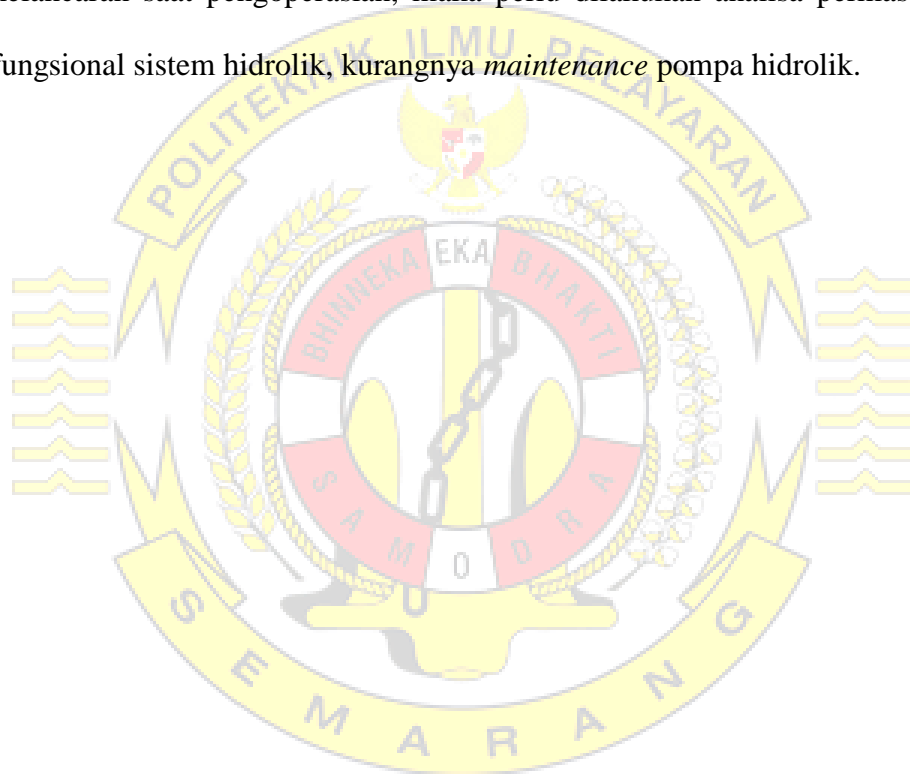 fungsional sistem hidrolik, kurangnya maintenance pompa hidrolik.
POLITEKNIK ILMU PELAYARAN
BHINNEKA EKA BHAKTI
SAMODRA
SEMARANG